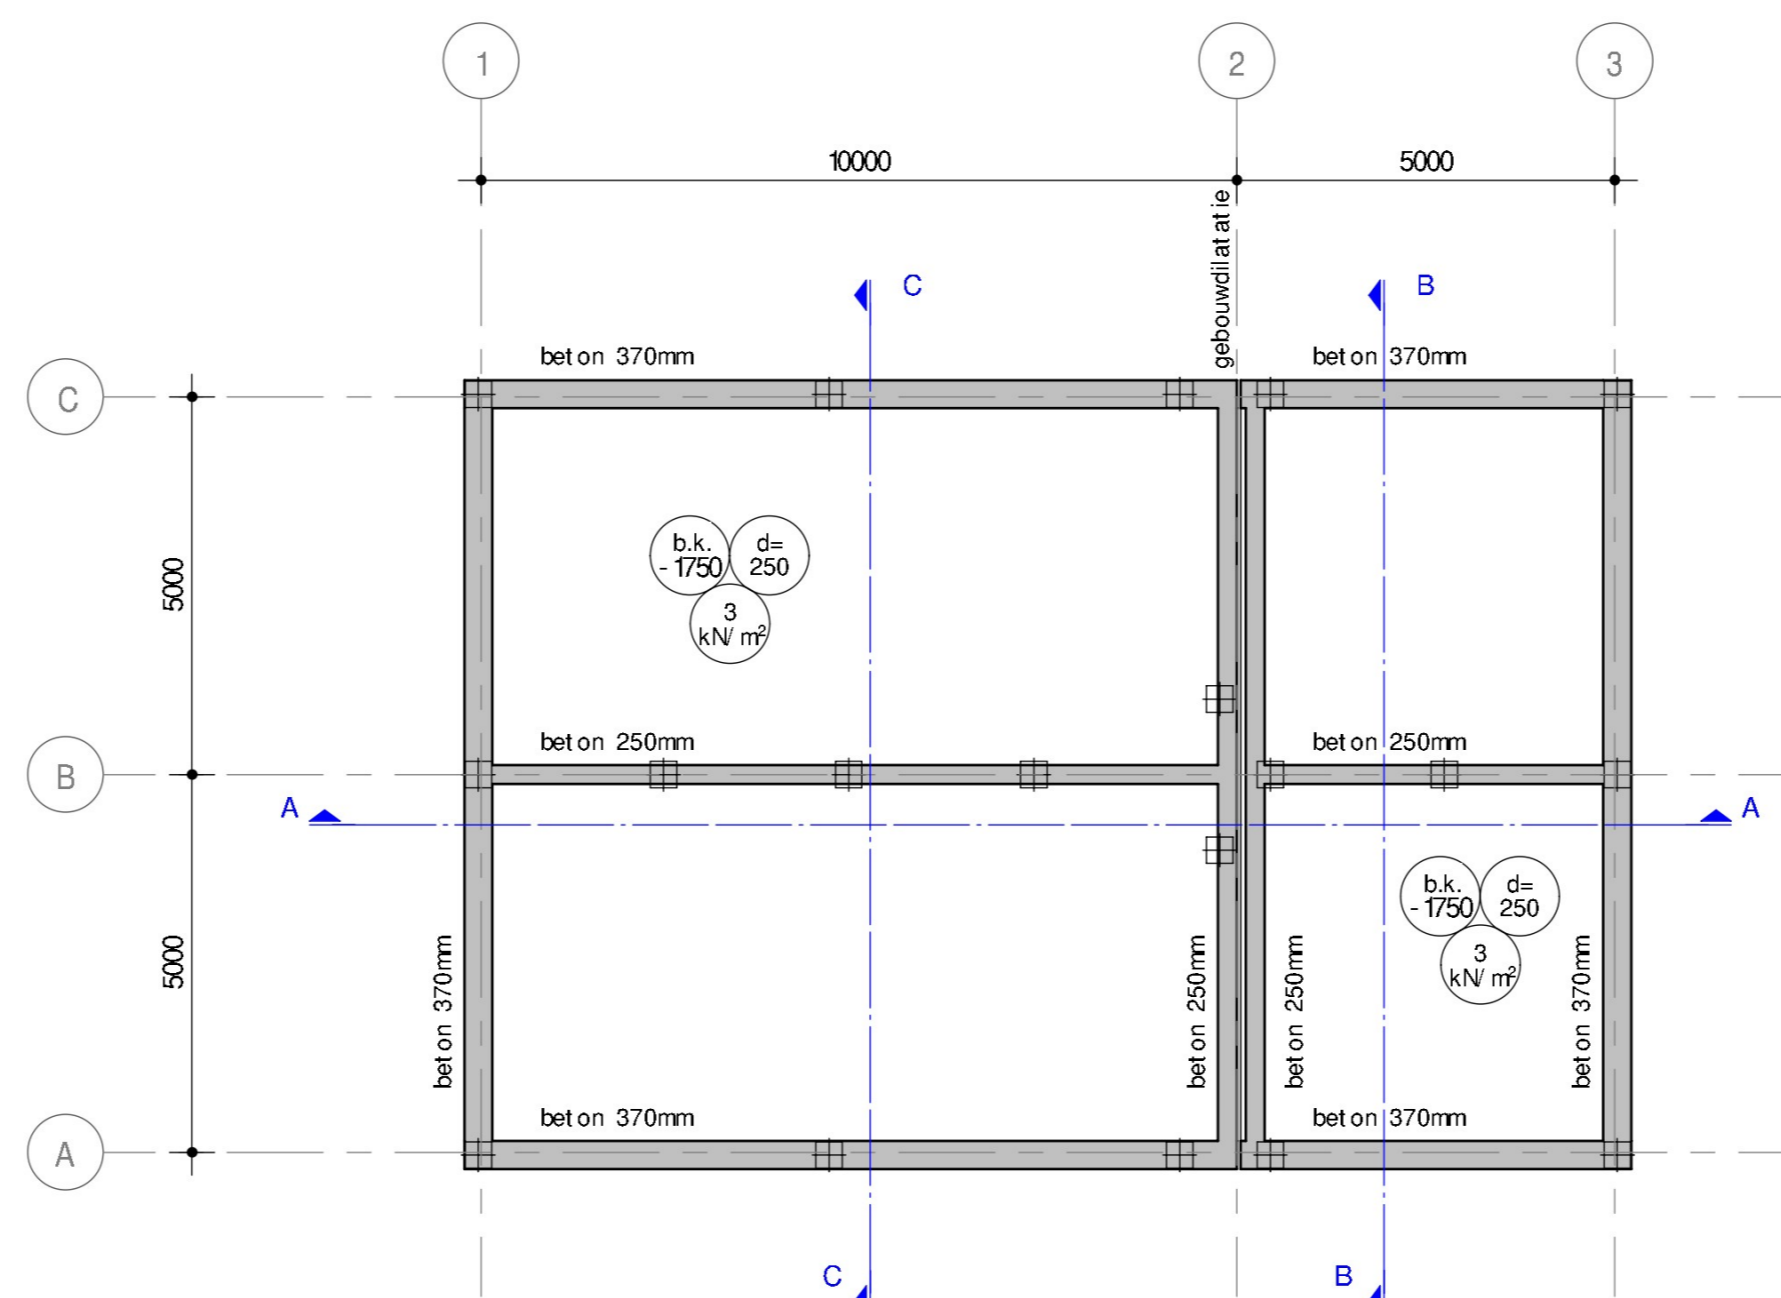 1
2
3
10000
5000
gebouwdilatatie
C
B
C
beton 370mm
beton 370mm
b.k.
-1750
d=
250
3
kN/m²
5000
B
beton 250mm
beton 250mm
A
A
b.k.
-1750
d=
250
3
kN/m²
5000
beton 370mm
beton 250mm
beton 250mm
beton 370mm
beton 370mm
beton 370mm
A
C
B